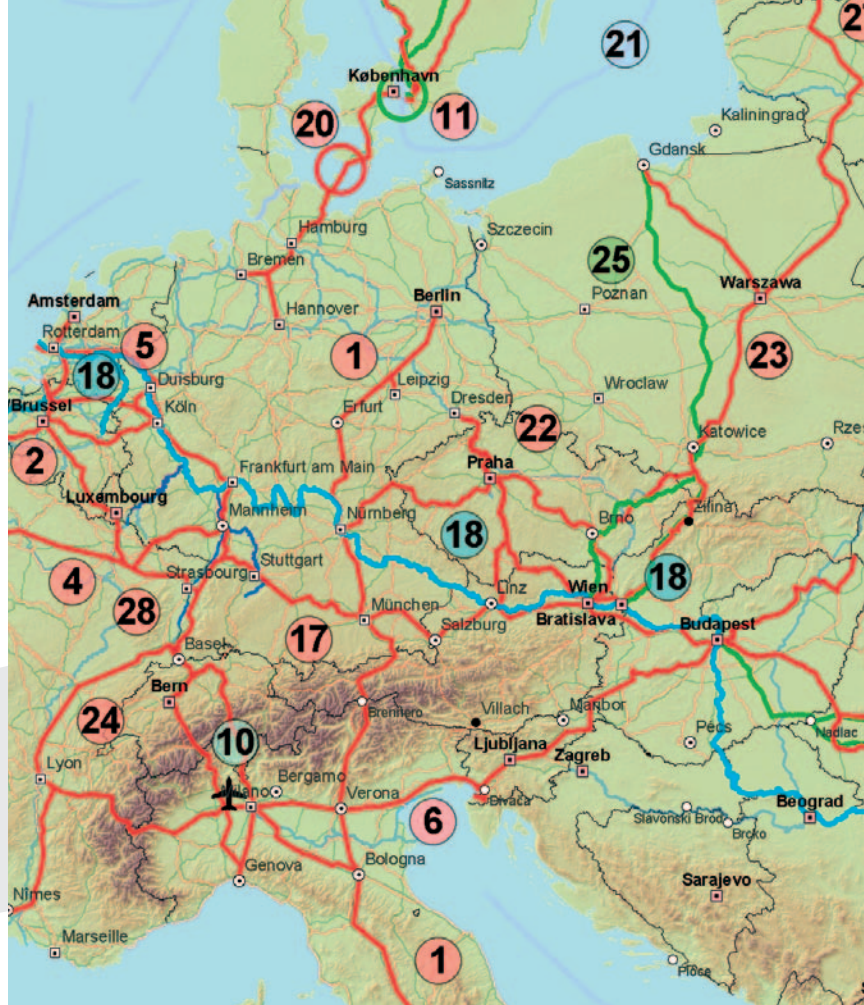 27
21
København
11
20
Kaliningrad
Gdansk
Sassnitz
Hamburg
Szczecin
Bremen
25
Warszawa
Amsterdam
Berlin
Poznan
Hannover
Rotterdam
5
1
23
18
Duisburg
Leipzig
Wroclaw
/Brussel
Köln
Erfurt
Dresden
22
Katowice
Rzes
2
Frankfurt am Main
Praha
Luxembourg
Mannheim
Nürnberg
18
Brno
Zilina
4
Strasbourg
Stuttgart
Linz
Wien
18
28
München
Bratislava
17
Salzburg
Budapest
Basel
Bern
Brennero
Villach
Maribor
24
Pécs
Nadlac
10
Ljubljana
Zagreb
Lyon
Bergamo
Milano
Verona
Divača
6
Slavonski Brod
Beograd
Brcko
Genova
Bologna
Sarajevo
Nîmes
Marseille
1
Ploce